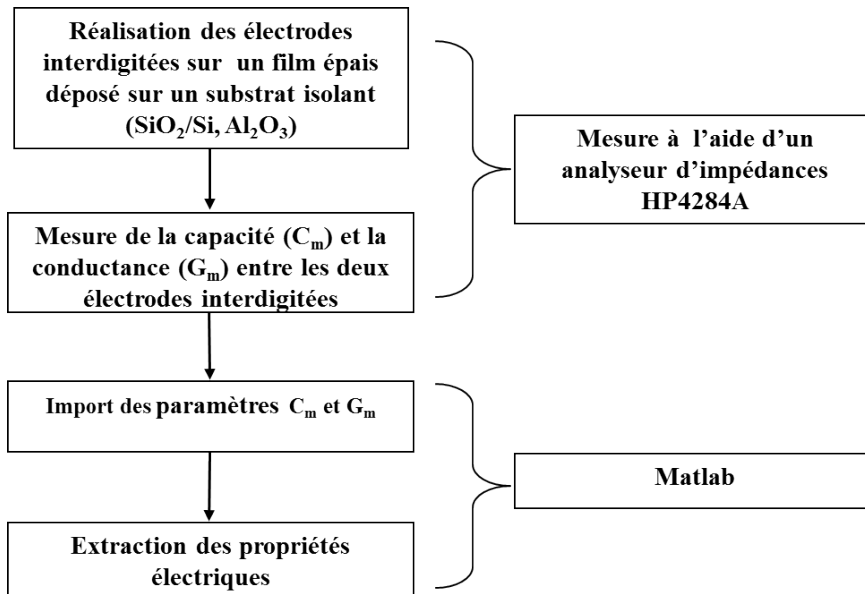 Réalisation des électrodes
interdigitées sur un film épais
déposé sur un substrat isolant
(SiO₂/Si, Al₂O₃)
Mesure à l’aide d’un
analyseur d’impédances
HP4284A
Mesure de la capacité (Cₘ) et la
conductance (Gₘ) entre les deux
électrodes interdigitées
Import des paramètres Cₘ et Gₘ
Matlab
Extraction des propriétés
électriques